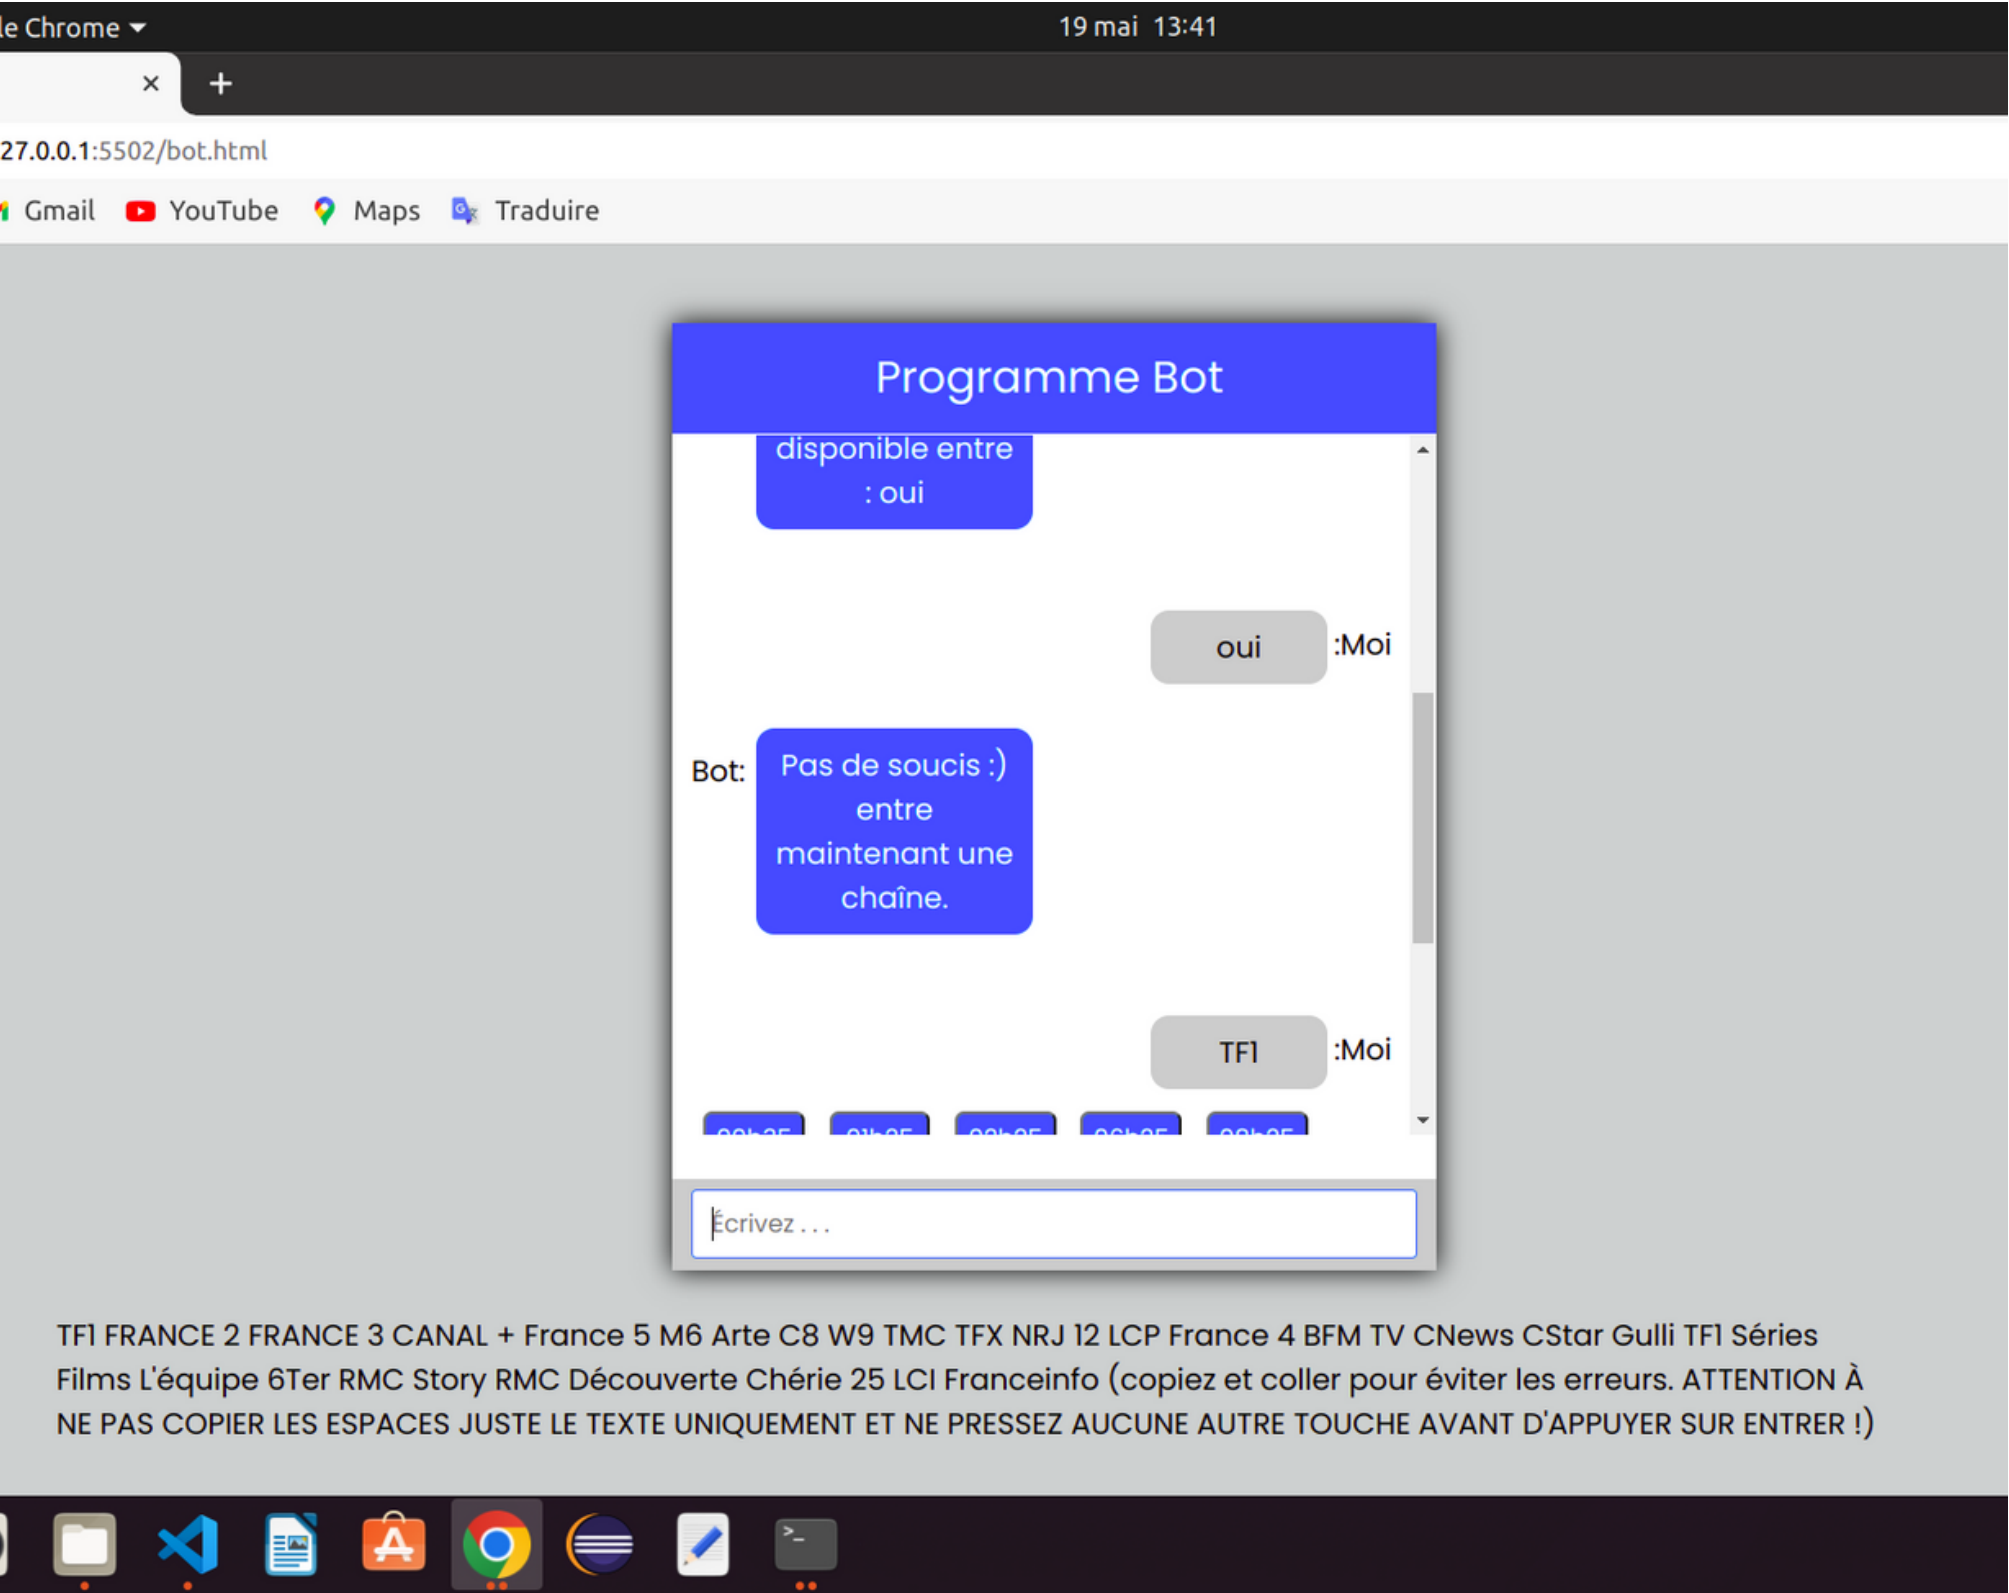 le Chrome
19 mai 13:41
27.0.0.1:5502/bot.html
Gmail YouTube Maps Traduire
Programme Bot
disponible entre
: oui
oui :Moi
Bot: Pas de soucis :)
entre
maintenant une
chaîne.
TF1 :Moi
Écrivez . . .
TF1 FRANCE 2 FRANCE 3 CANAL + France 5 M6 Arte C8 W9 TMC TFX NRJ 12 LCP France 4 BFM TV CNews CStar Gulli TF1 Séries
Films L'équipe 6Ter RMC Story RMC Découverte Chérie 25 LCI Franceinfo (copiez et coller pour éviter les erreurs. ATTENTION À
NE PAS COPIER LES ESPACES JUSTE LE TEXTE UNIQUEMENT ET NE PRESSEZ AUCUNE AUTRE TOUCHE AVANT D'APPUYER SUR ENTRER !)